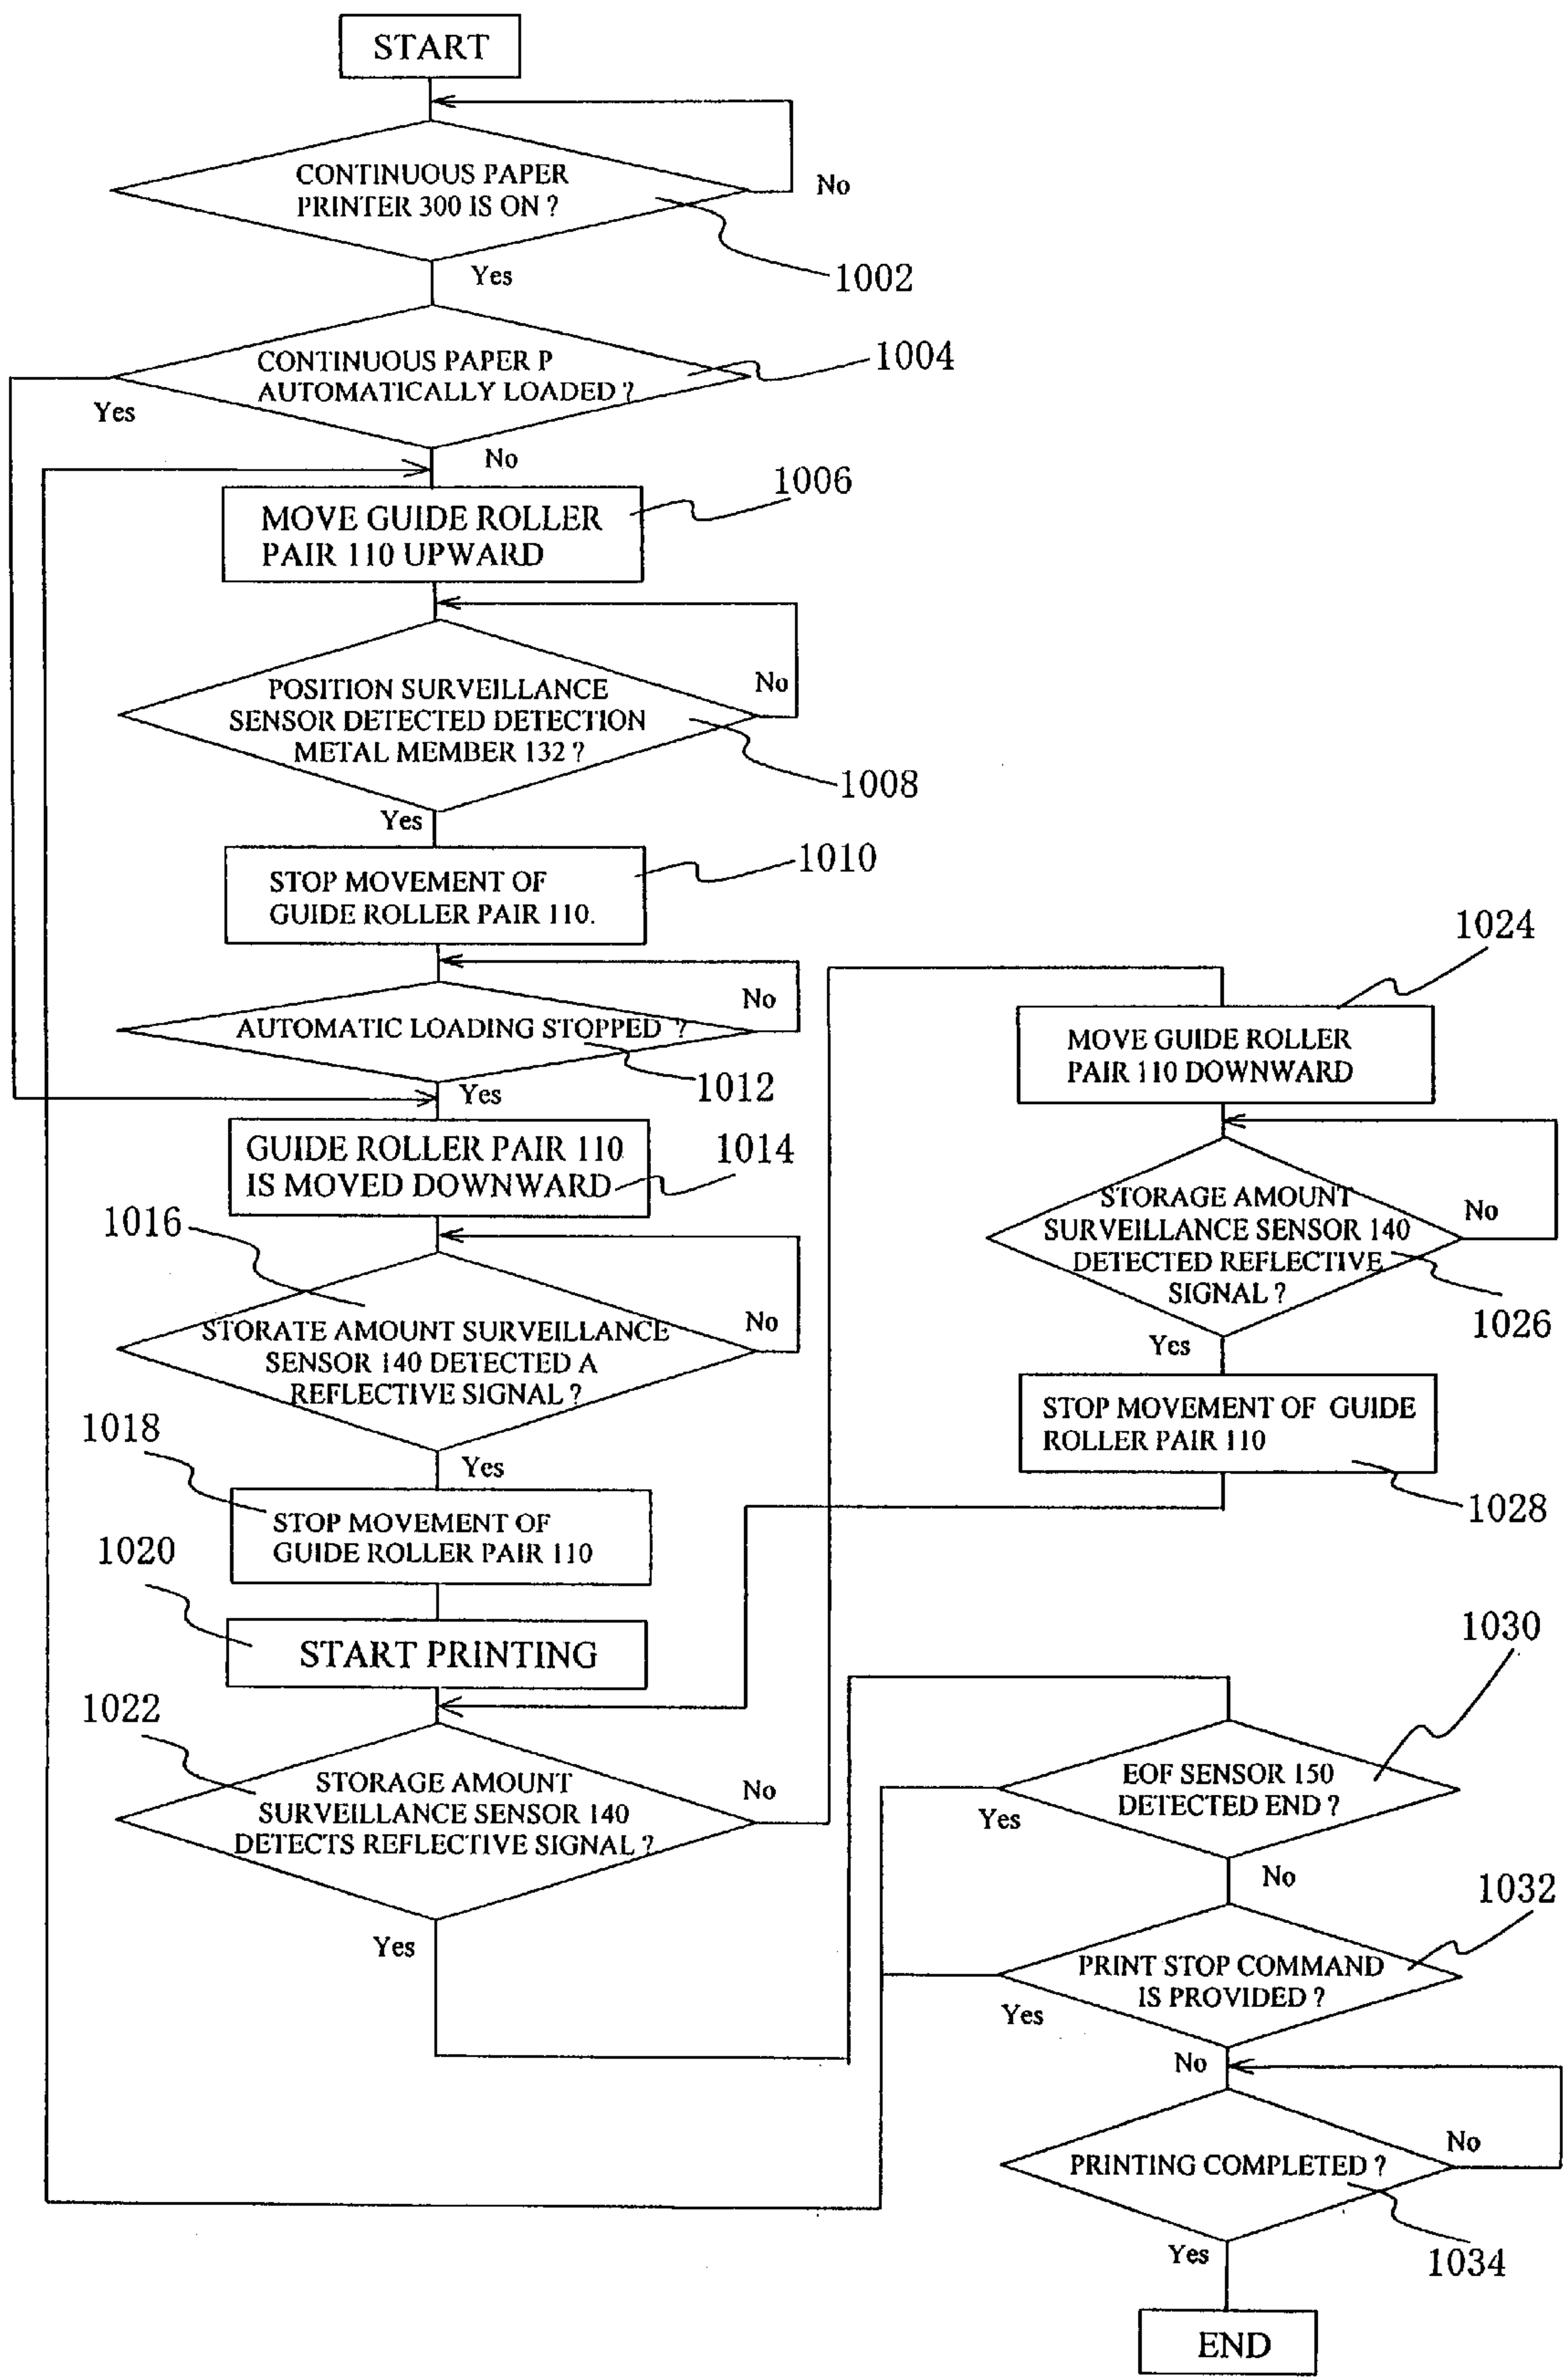 START
CONTINUOUS PAPER
PRINTER 300 IS ON ?
No
1002
Yes
CONTINUOUS PAPER P
AUTOMATICALLY LOADED ?
1004
Yes
No
MOVE GUIDE ROLLER
PAIR 110 UPWARD
1006
POSITION SURVEILLANCE
SENSOR DETECTED DETECTION
METAL MEMBER 132 ?
No
1008
Yes
STOP MOVEMENT OF
GUIDE ROLLER PAIR 110.
1010
AUTOMATIC LOADING STOPPED ?
No
1012
Yes
GUIDE ROLLER PAIR 110
IS MOVED DOWNWARD
1014
1016
STORATE AMOUNT SURVEILLANCE
SENSOR 140 DETECTED A
REFLECTIVE SIGNAL ?
No
Yes
1018
STOP MOVEMENT OF
GUIDE ROLLER PAIR 110
1020
START PRINTING
1022
STORAGE AMOUNT
SURVEILLANCE SENSOR 140
DETECTS REFLECTIVE SIGNAL ?
No
Yes
1024
MOVE GUIDE ROLLER
PAIR 110 DOWNWARD
STORAGE AMOUNT
SURVEILLANCE SENSOR 140
DETECTED REFLECTIVE
SIGNAL ?
No
1026
Yes
STOP MOVEMENT OF GUIDE
ROLLER PAIR 110
1028
1030
EOF SENSOR 150
DETECTED END ?
Yes
No
1032
PRINT STOP COMMAND
IS PROVIDED ?
Yes
No
PRINTING COMPLETED ?
No
1034
Yes
END